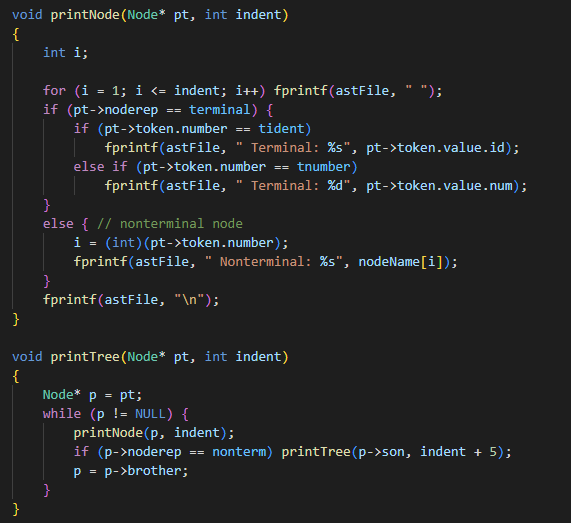 void printNode(Node* pt, int indent)
{
    int i;

    for (i = 1; i <= indent; i++) fprintf(astFile, " ");
    if (pt->noderep == terminal) {
        if (pt->token.number == tident)
            fprintf(astFile, " Terminal: %s", pt->token.value.id);
        else if (pt->token.number == tnumber)
            fprintf(astFile, " Terminal: %d", pt->token.value.num);
    }
    else { // nonterminal node
        i = (int)(pt->token.number);
        fprintf(astFile, " Nonterminal: %s", nodeName[i]);
    }
    fprintf(astFile, "\n");
}

void printTree(Node* pt, int indent)
{
    Node* p = pt;
    while (p != NULL) {
        printNode(p, indent);
        if (p->noderep == nonterm) printTree(p->son, indent + 5);
        p = p->brother;
    }
}